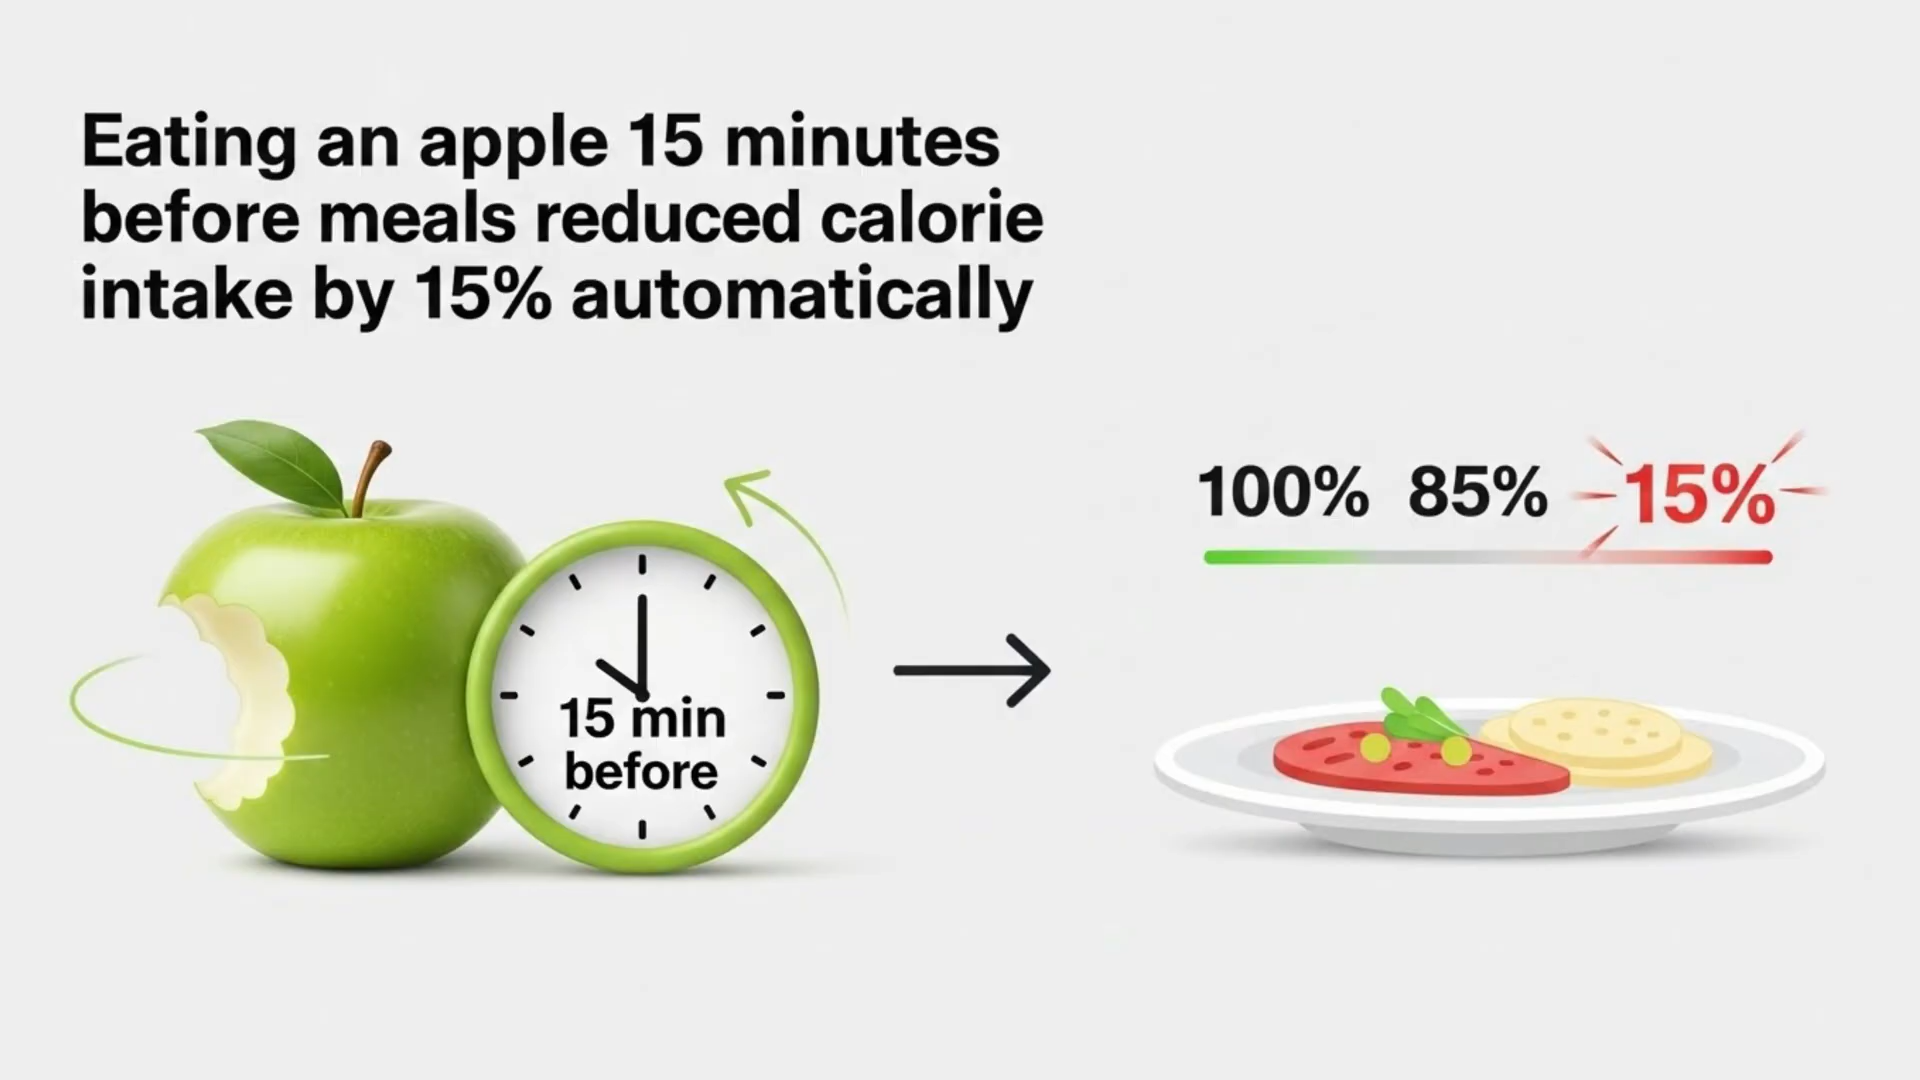 Eating an apple 15 minutes
before meals reduced calorie
intake by 15% automatically
15 min
before
100% 85% 15%